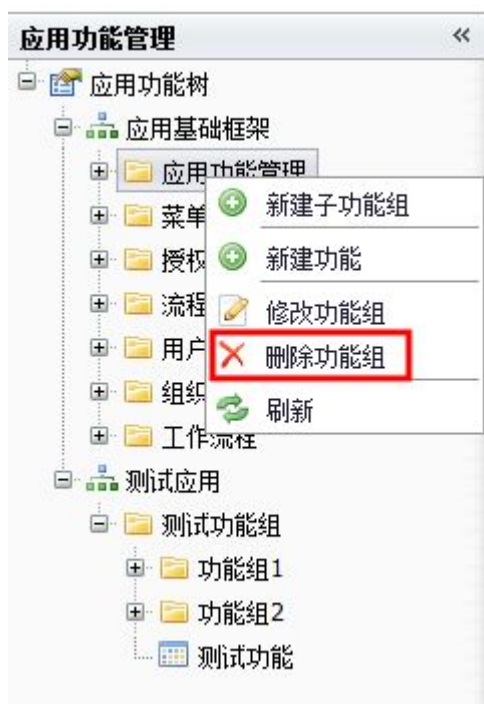 应用功能管理 «
应用功能树
应用基础框架
应用功能管理
新建子功能组
菜单
新建功能
授权
流程
修改功能组
用户
删除功能组
组织
刷新
工作流程
测试应用
测试功能组
功能组1
功能组2
测试功能